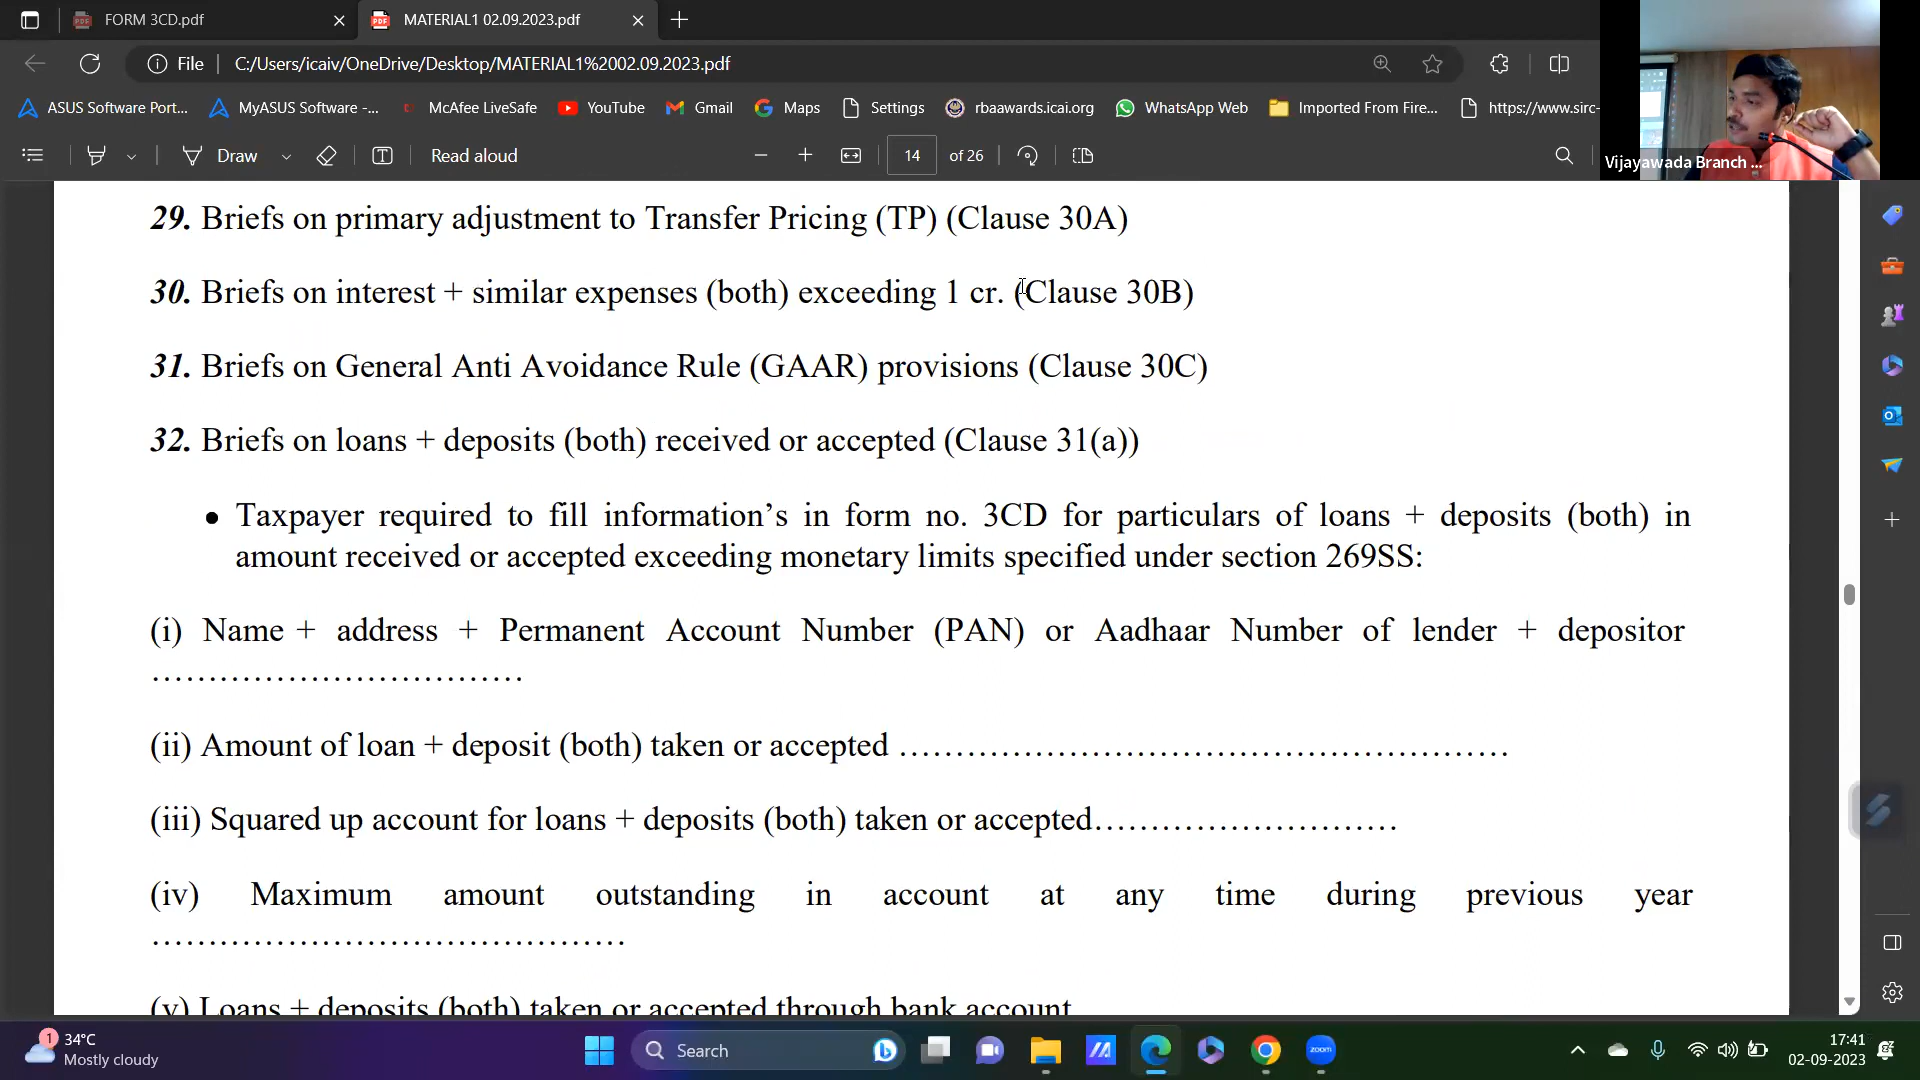 FORM 3CD.pdf
MATERIAL1 02.09.2023.pdf
File C:/Users/icaiv/OneDrive/Desktop/MATERIAL1%2002.09.2023.pdf
ASUS Software Port... MyASUS Software -... McAfee LiveSafe YouTube Gmail Maps Settings rbaawards.icai.org WhatsApp Web Imported From Fire... https://www.sirc-
Draw Read aloud 14 of 26
Vijayawada Branch ...
29. Briefs on primary adjustment to Transfer Pricing (TP) (Clause 30A)
30. Briefs on interest + similar expenses (both) exceeding 1 cr. (Clause 30B)
31. Briefs on General Anti Avoidance Rule (GAAR) provisions (Clause 30C)
32. Briefs on loans + deposits (both) received or accepted (Clause 31(a))
• Taxpayer required to fill information’s in form no. 3CD for particulars of loans + deposits (both) in
amount received or accepted exceeding monetary limits specified under section 269SS:
(i) Name + address + Permanent Account Number (PAN) or Aadhaar Number of lender + depositor
……………………………
(ii) Amount of loan + deposit (both) taken or accepted ………………………………………………
(iii) Squared up account for loans + deposits (both) taken or accepted………………………
(iv) Maximum amount outstanding in account at any time during previous year
……………………………………
(v) Loans + deposits (both) taken or accepted through bank account
1
34°C
Mostly cloudy
Search
zoom
17:41
02-09-2023